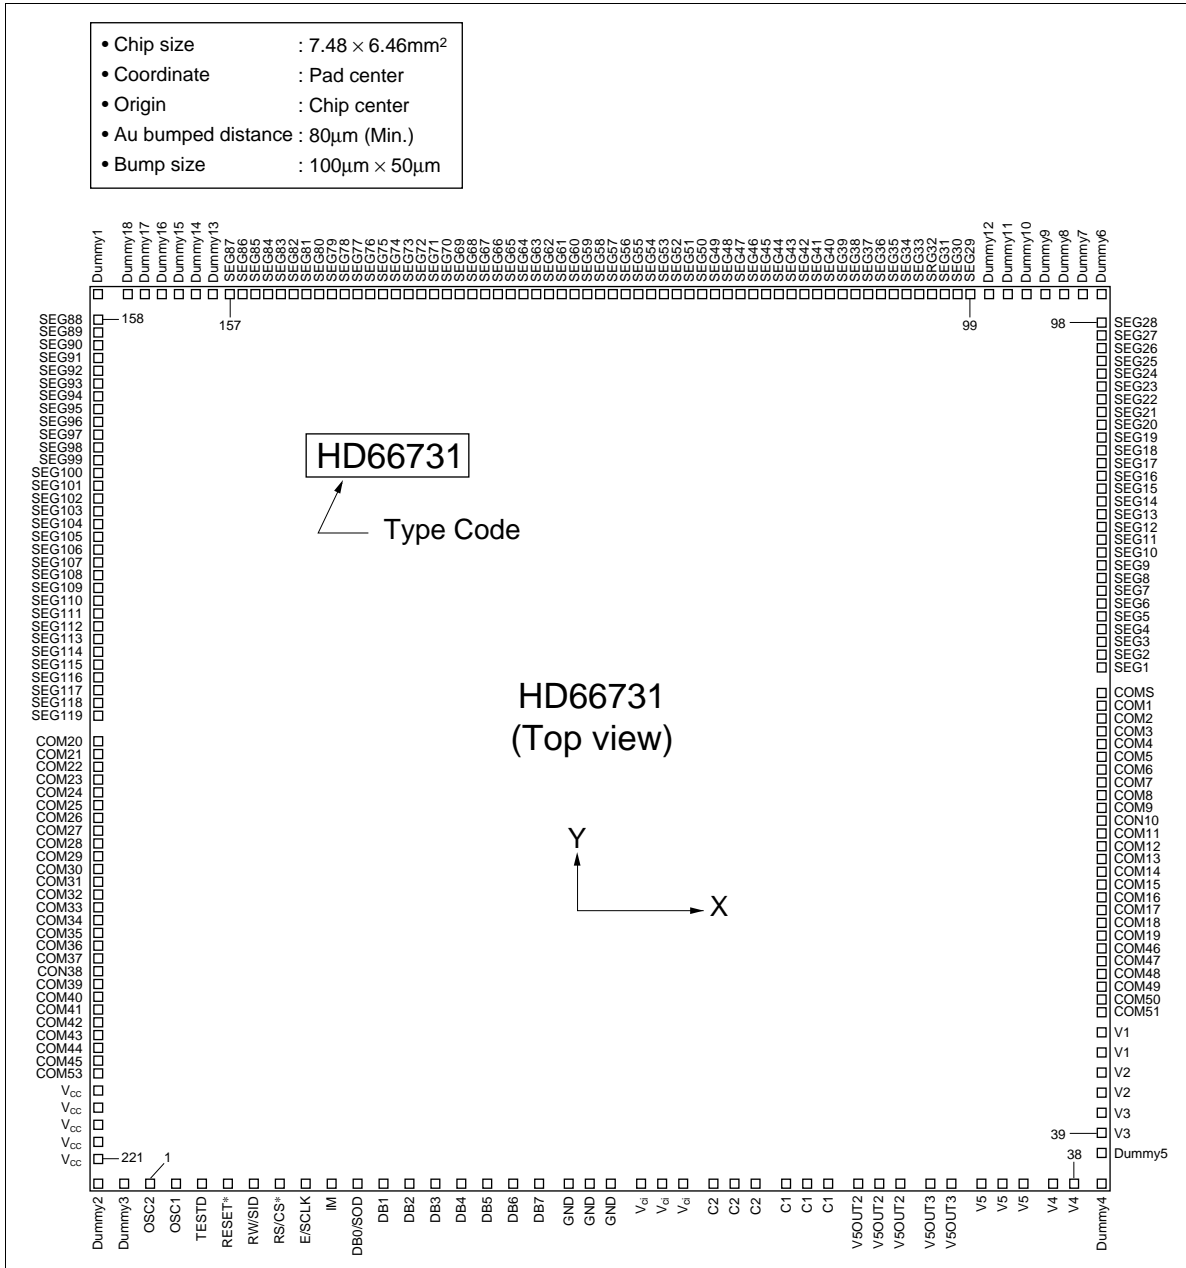 • Chip size : 7.48 × 6.46mm²
• Coordinate : Pad center
• Origin : Chip center
• Au bumped distance : 80µm (Min.)
• Bump size : 100µm × 50µm
Dummy1
Dummy18
Dummy17
Dummy16
Dummy15
Dummy14
Dummy13
SEG87
SEG86
SEG85
SEG84
SEG83
SEG82
SEG81
SEG80
SEG79
SEG78
SEG77
SEG76
SEG75
SEG74
SEG73
SEG72
SEG71
SEG70
SEG69
SEG68
SEG67
SEG66
SEG65
SEG64
SEG63
SEG62
SEG61
SEG60
SEG59
SEG58
SEG57
SEG56
SEG55
SEG54
SEG53
SEG52
SEG51
SEG50
SEG49
SEG48
SEG47
SEG46
SEG45
SEG44
SEG43
SEG42
SEG41
SEG40
SEG39
SEG38
SEG37
SEG36
SEG35
SEG34
SEG33
SRG32
SEG31
SEG30
SEG29
Dummy12
Dummy11
Dummy10
Dummy9
Dummy8
Dummy7
Dummy6
158
157
99
98
SEG88
SEG89
SEG90
SEG91
SEG92
SEG93
SEG94
SEG95
SEG96
SEG97
SEG98
SEG99
SEG100
SEG101
SEG102
SEG103
SEG104
SEG105
SEG106
SEG107
SEG108
SEG109
SEG110
SEG111
SEG112
SEG113
SEG114
SEG115
SEG116
SEG117
SEG118
SEG119
COM20
COM21
COM22
COM23
COM24
COM25
COM26
COM27
COM28
COM29
COM30
COM31
COM32
COM33
COM34
COM35
COM36
COM37
CON38
COM39
COM40
COM41
COM42
COM43
COM44
COM45
COM53
Vcc
Vcc
Vcc
Vcc
Vcc
221
1
HD66731
Type Code
HD66731
(Top view)
Y
X
SEG28
SEG27
SEG26
SEG25
SEG24
SEG23
SEG22
SEG21
SEG20
SEG19
SEG18
SEG17
SEG16
SEG15
SEG14
SEG13
SEG12
SEG11
SEG10
SEG9
SEG8
SEG7
SEG6
SEG5
SEG4
SEG3
SEG2
SEG1
COMS
COM1
COM2
COM3
COM4
COM5
COM6
COM7
COM8
COM9
CON10
COM11
COM12
COM13
COM14
COM15
COM16
COM17
COM18
COM19
COM46
COM47
COM48
COM49
COM50
COM51
V1
V1
V2
V2
V3
39
V3
Dummy5
38
Dummy2
Dummy3
OSC2
OSC1
TESTD
RESET*
RW/SID
RS/CS*
E/SCLK
IM
DB0/SOD
DB1
DB2
DB3
DB4
DB5
DB6
DB7
GND
GND
GND
Vci
Vci
Vci
C2
C2
C2
C1
C1
C1
V5OUT2
V5OUT2
V5OUT2
V5OUT3
V5OUT3
V5
V5
V5
V4
V4
Dummy4